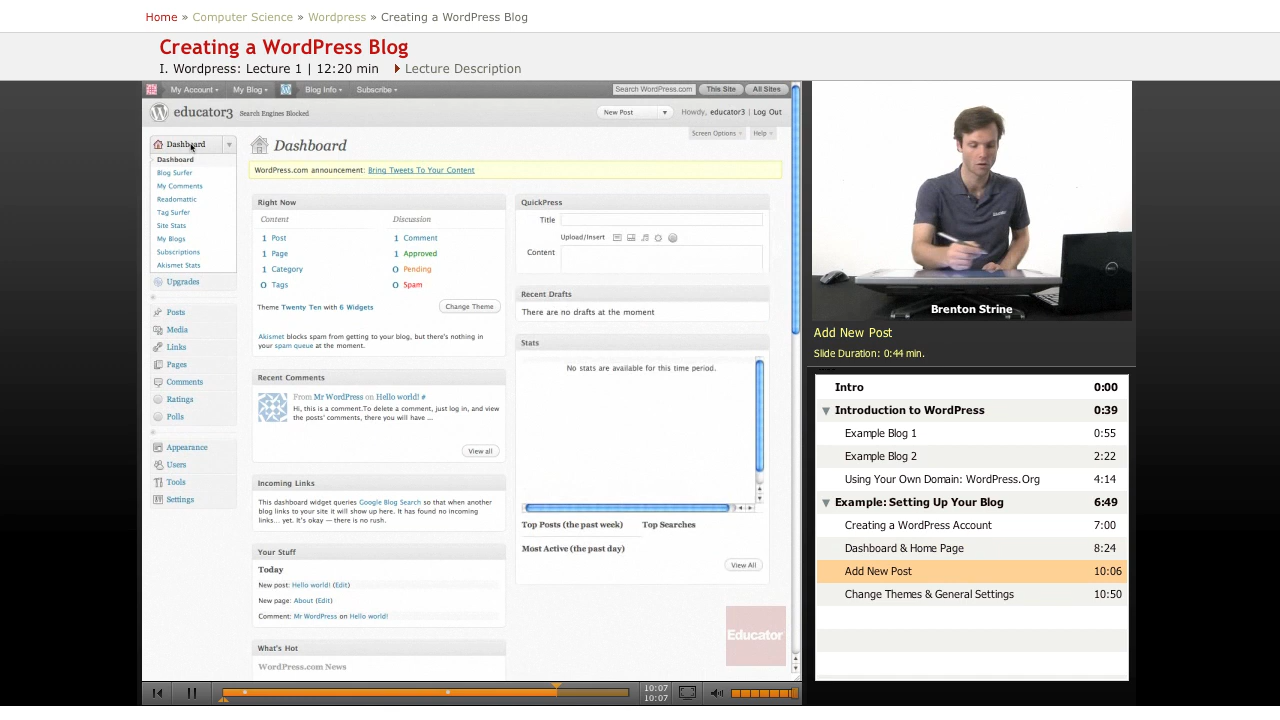 Home » Computer Science » Wordpress » Creating a WordPress Blog
Creating a WordPress Blog
I. Wordpress: Lecture 1 | 12:20 min Lecture Description
My Account My Blog Blog Info Subscribe Search WordPress.com This Site All Sites
educator3 Search Engines Blocked New Post Howdy, educator3 | Log Out
Screen Options Help
Dashboard
Dashboard
Blog Surfer
My Comments
Readomattic
Tag Surfer
Site Stats
My Blogs
Subscriptions
Akismet Stats
Upgrades
Posts
Media
Links
Pages
Comments
Ratings
Polls
Appearance
Users
Tools
Settings
Dashboard
WordPress.com announcement: Bring Tweets To Your Content
Right Now
Content Discussion
1 Post 1 Comment
1 Page 1 Approved
1 Category 0 Pending
0 Tags 0 Spam
Theme Twenty Ten with 6 Widgets Change Theme
Akismet blocks spam from getting to your blog, but there's nothing in
your spam queue at the moment.
Recent Comments
From Mr WordPress on Hello world! #
Hi, this is a comment.To delete a comment, just log in, and view
the posts' comments, there you will have ...
View all
Incoming Links
This dashboard widget queries Google Blog Search so that when another
blog links to your site it will show up here. It has found no incoming
links... yet. It's okay — there is no rush.
Your Stuff
Today
New post: Hello world! (Edit)
New page: About (Edit)
Comment: Mr WordPress on Hello world!
What's Hot
WordPress.com News
QuickPress
Title
Upload/Insert
Content
Recent Drafts
There are no drafts at the moment
Stats
No stats are available for this time period.
Top Posts (the past week) Top Searches
Most Active (the past day)
View All
Educator
10:07
10:07
Brenton Strine
Add New Post
Slide Duration: 0:44 min.
Intro 0:00
Introduction to WordPress 0:39
Example Blog 1 0:55
Example Blog 2 2:22
Using Your Own Domain: WordPress.Org 4:14
Example: Setting Up Your Blog 6:49
Creating a WordPress Account 7:00
Dashboard & Home Page 8:24
Add New Post 10:06
Change Themes & General Settings 10:50